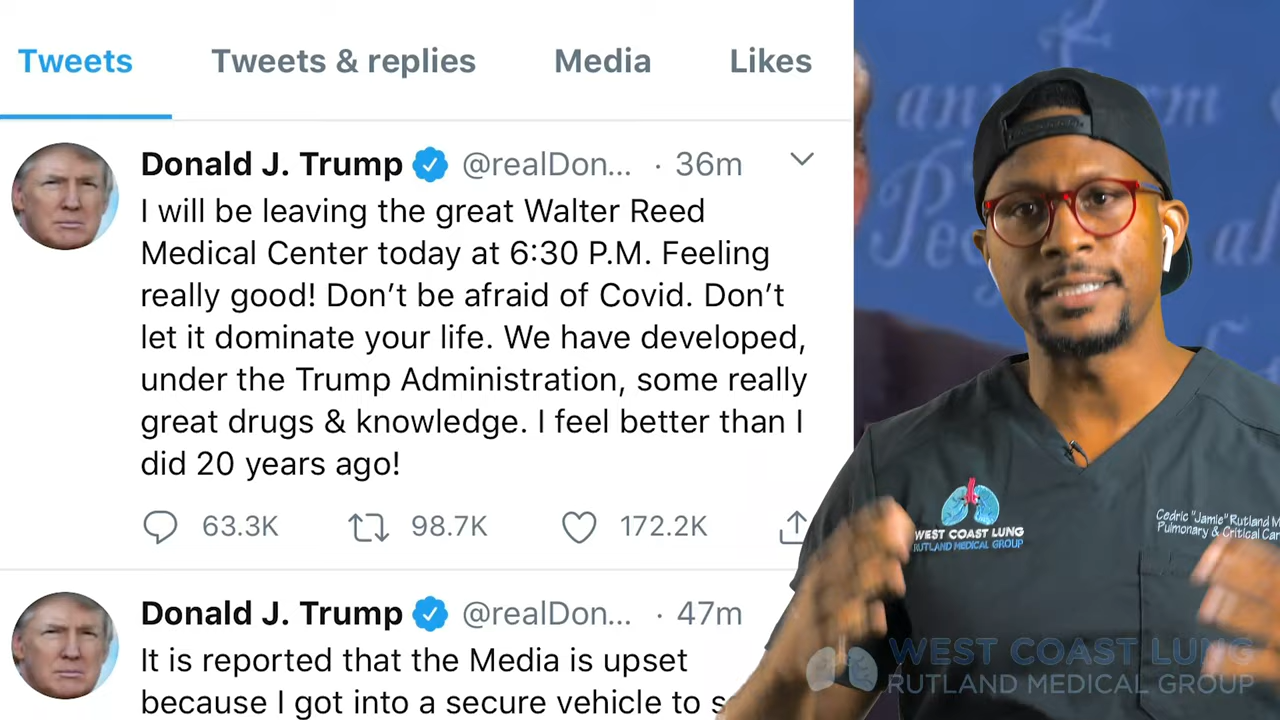 Tweets
Tweets & replies
Media
Likes
Donald J. Trump @realDon... · 36m
I will be leaving the great Walter Reed
Medical Center today at 6:30 P.M. Feeling
really good! Don’t be afraid of Covid. Don’t
let it dominate your life. We have developed,
under the Trump Administration, some really
great drugs & knowledge. I feel better than I
did 20 years ago!
63.3K
98.7K
172.2K
Donald J. Trump @realDon... · 47m
It is reported that the Media is upset
because I got into a secure vehicle to
WEST COAST LUNG
RUTLAND MEDICAL GROUP
Cedric "Jamie" Rutland
Pulmonary & Critical
WEST COAST LUNG
RUTLAND MEDICAL GROUP